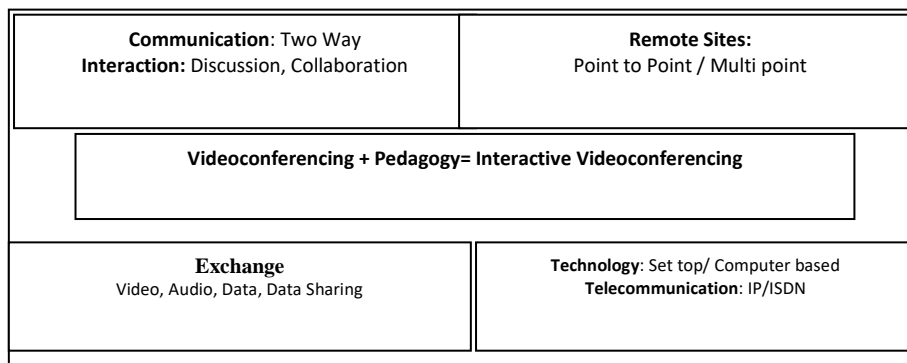 Communication: Two Way
Interaction: Discussion, Collaboration
Remote Sites:
Point to Point / Multi point
Videoconferencing + Pedagogy= Interactive Videoconferencing
Exchange
Video, Audio, Data, Data Sharing
Technology: Set top/ Computer based
Telecommunication: IP/ISDN